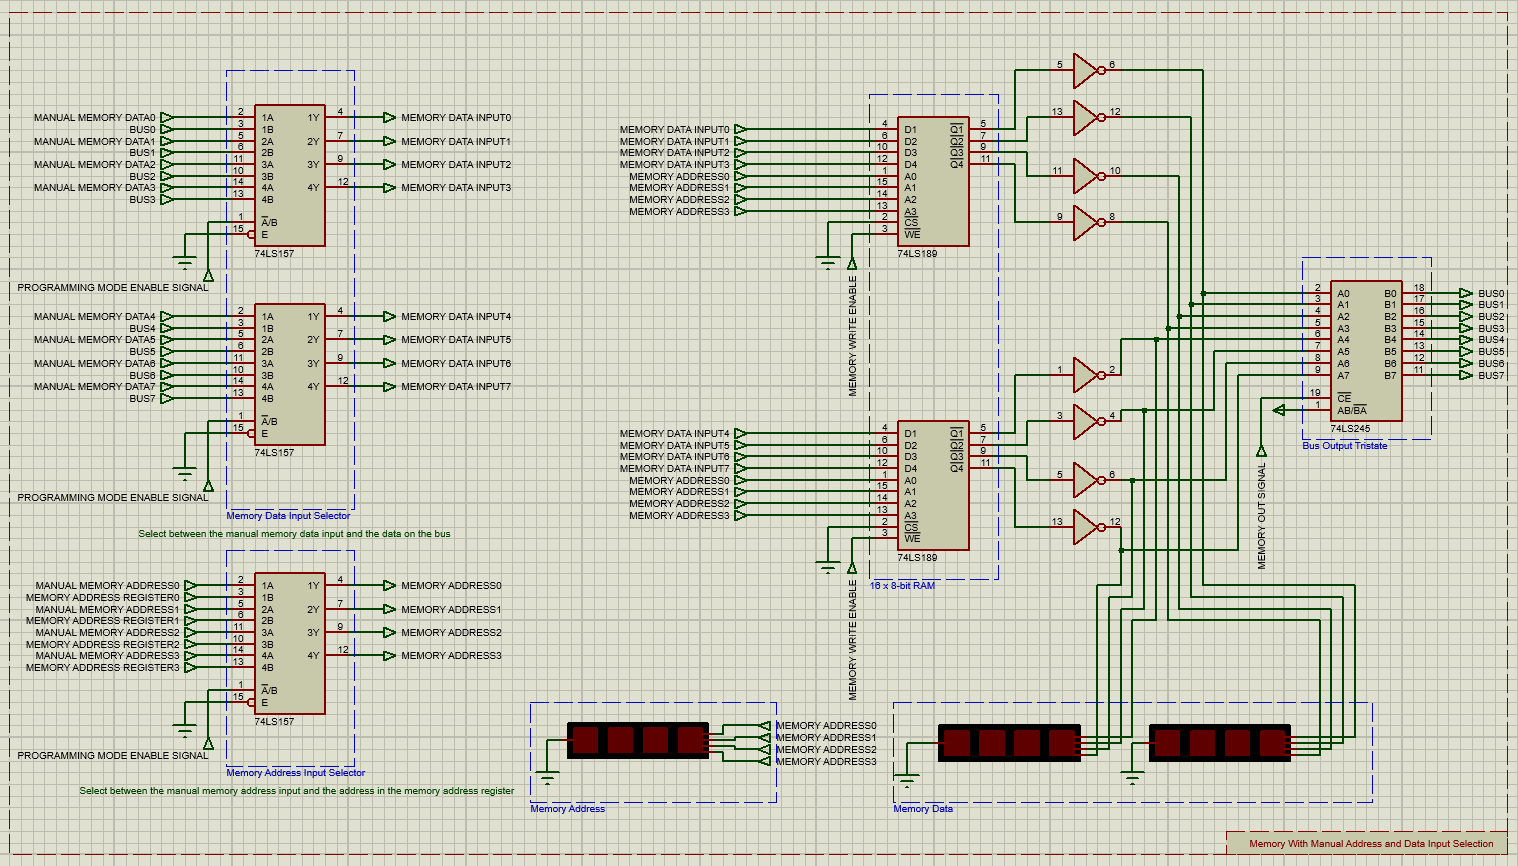 MANUAL MEMORY DATA0 2 1A 1Y 4 MEMORY DATA INPUT0
BUS0 3 1B
MANUAL MEMORY DATA1 5 2A 2Y 7 MEMORY DATA INPUT1
BUS1 6 2B
MANUAL MEMORY DATA2 11 3A 3Y 9 MEMORY DATA INPUT2
BUS2 10 3B
MANUAL MEMORY DATA3 14 4A 4Y 12 MEMORY DATA INPUT3
BUS3 13 4B
1 A/B
15 E
74LS157
PROGRAMMING MODE ENABLE SIGNAL
MANUAL MEMORY DATA4 2 1A 1Y 4 MEMORY DATA INPUT4
BUS4 3 1B
MANUAL MEMORY DATA5 5 2A 2Y 7 MEMORY DATA INPUT5
BUS5 6 2B
MANUAL MEMORY DATA6 11 3A 3Y 9 MEMORY DATA INPUT6
BUS6 10 3B
MANUAL MEMORY DATA7 14 4A 4Y 12 MEMORY DATA INPUT7
BUS7 13 4B
1 A/B
15 E
74LS157
PROGRAMMING MODE ENABLE SIGNAL
Memory Data Input Selector
Select between the manual memory data input and the data on the bus
MANUAL MEMORY ADDRESS0 2 1A 1Y 4 MEMORY ADDRESS0
MEMORY ADDRESS REGISTER0 3 1B
MANUAL MEMORY ADDRESS1 5 2A 2Y 7 MEMORY ADDRESS1
MEMORY ADDRESS REGISTER1 6 2B
MANUAL MEMORY ADDRESS2 11 3A 3Y 9 MEMORY ADDRESS2
MEMORY ADDRESS REGISTER2 10 3B
MANUAL MEMORY ADDRESS3 14 4A 4Y 12 MEMORY ADDRESS3
MEMORY ADDRESS REGISTER3 13 4B
1 A/B
15 E
74LS157
PROGRAMMING MODE ENABLE SIGNAL
Memory Address Input Selector
Select between the manual memory address input and the address in the memory address register
MEMORY DATA INPUT0 4 D1 Q1 5
MEMORY DATA INPUT1 6 D2 Q2 7
MEMORY DATA INPUT2 10 D3 Q3 9
MEMORY DATA INPUT3 12 D4 Q4 11
MEMORY ADDRESS0 1 A0
MEMORY ADDRESS1 15 A1
MEMORY ADDRESS2 14 A2
MEMORY ADDRESS3 13 A3
2 CS
3 WE
74LS189
MEMORY WRITE ENABLE
5 6
13 12
11 10
9 8
MEMORY DATA INPUT4 4 D1 Q1 5
MEMORY DATA INPUT5 6 D2 Q2 7
MEMORY DATA INPUT6 10 D3 Q3 9
MEMORY DATA INPUT7 12 D4 Q4 11
MEMORY ADDRESS0 1 A0
MEMORY ADDRESS1 15 A1
MEMORY ADDRESS2 14 A2
MEMORY ADDRESS3 13 A3
2 CS
3 WE
74LS189
16 x 8-bit RAM
MEMORY WRITE ENABLE
1 2
3 4
5 6
13 12
2 A0 B0 18 BUS0
3 A1 B1 17 BUS1
4 A2 B2 16 BUS2
5 A3 B3 15 BUS3
6 A4 B4 14 BUS4
7 A5 B5 13 BUS5
8 A6 B6 12 BUS6
9 A7 B7 11 BUS7
19 CE
1 AB/BA
74LS245
Bus Output Tristate
MEMORY OUT SIGNAL
MEMORY ADDRESS0
MEMORY ADDRESS1
MEMORY ADDRESS2
MEMORY ADDRESS3
Memory Address
Memory Data
Memory With Manual Address and Data Input Selection